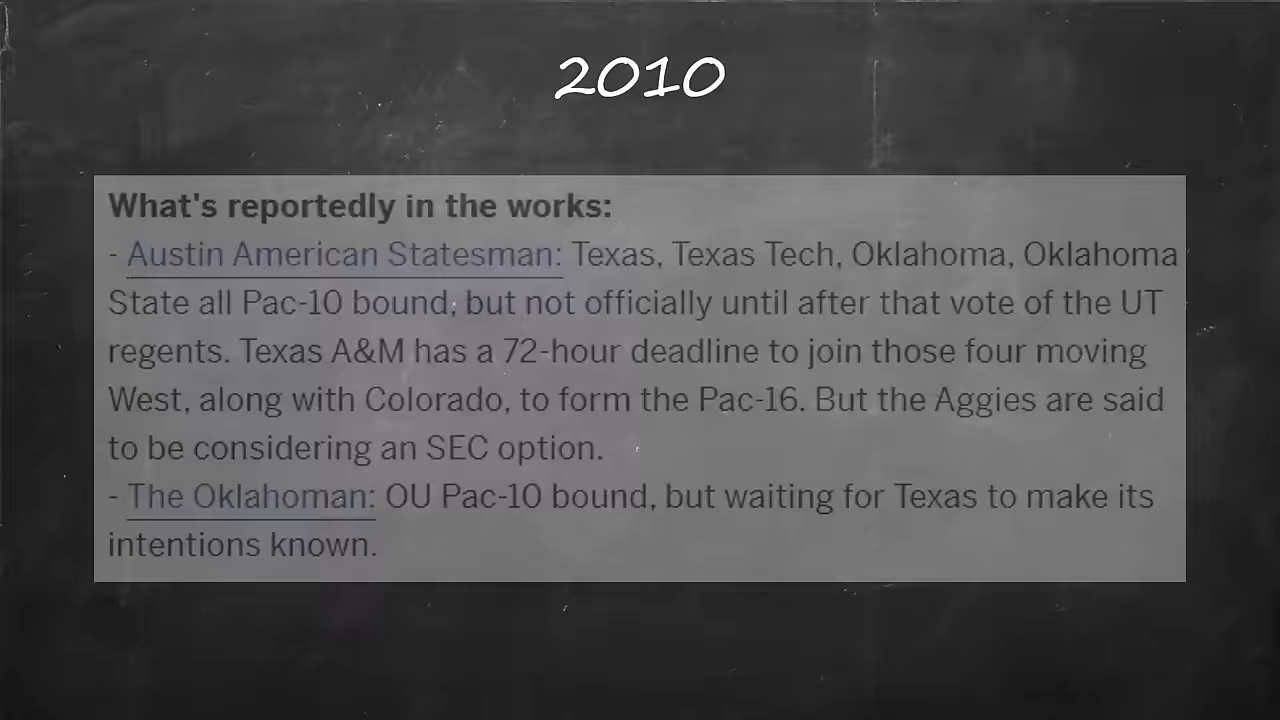 2010
What's reportedly in the works:
- Austin American Statesman: Texas, Texas Tech, Oklahoma, Oklahoma
State all Pac-10 bound, but not officially until after that vote of the UT
regents. Texas A&M has a 72-hour deadline to join those four moving
West, along with Colorado, to form the Pac-16. But the Aggies are said
to be considering an SEC option.
- The Oklahoman: OU Pac-10 bound, but waiting for Texas to make its
intentions known.